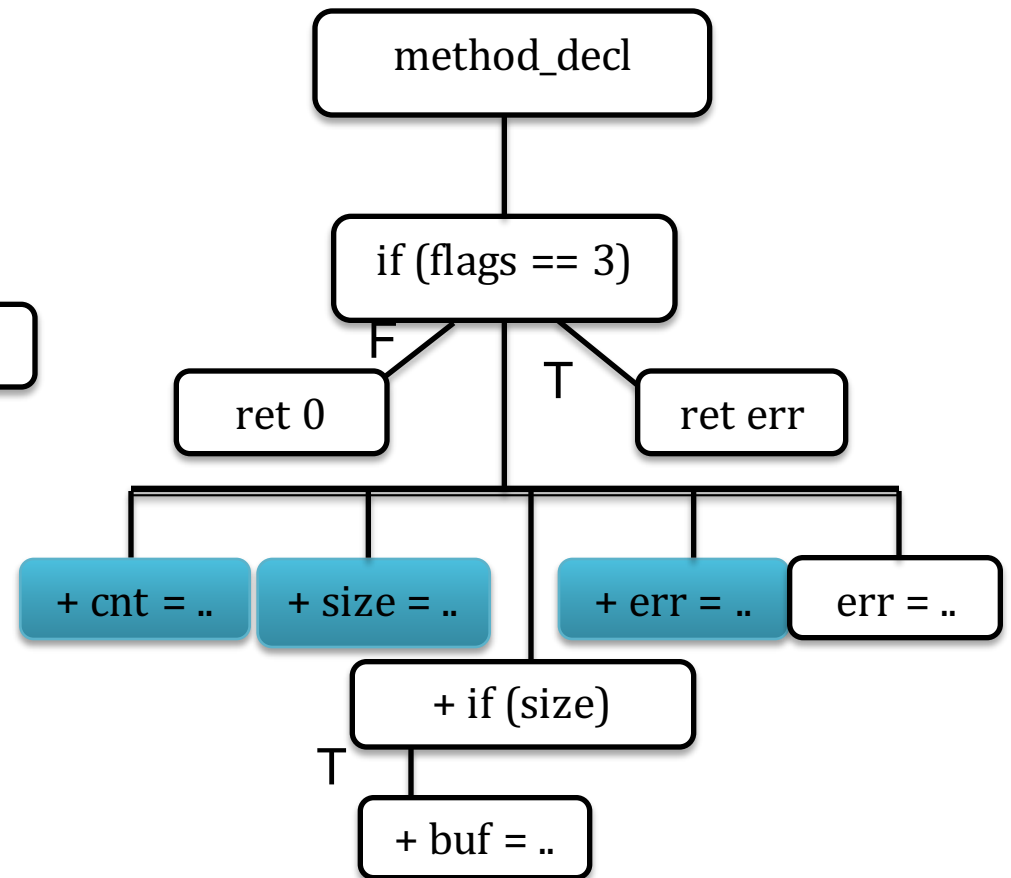 method_decl
if (flags == 3)
F
T
ret 0
ret err
+ cnt = ..
+ size = ..
+ err = ..
err = ..
+ if (size)
T
+ buf = ..